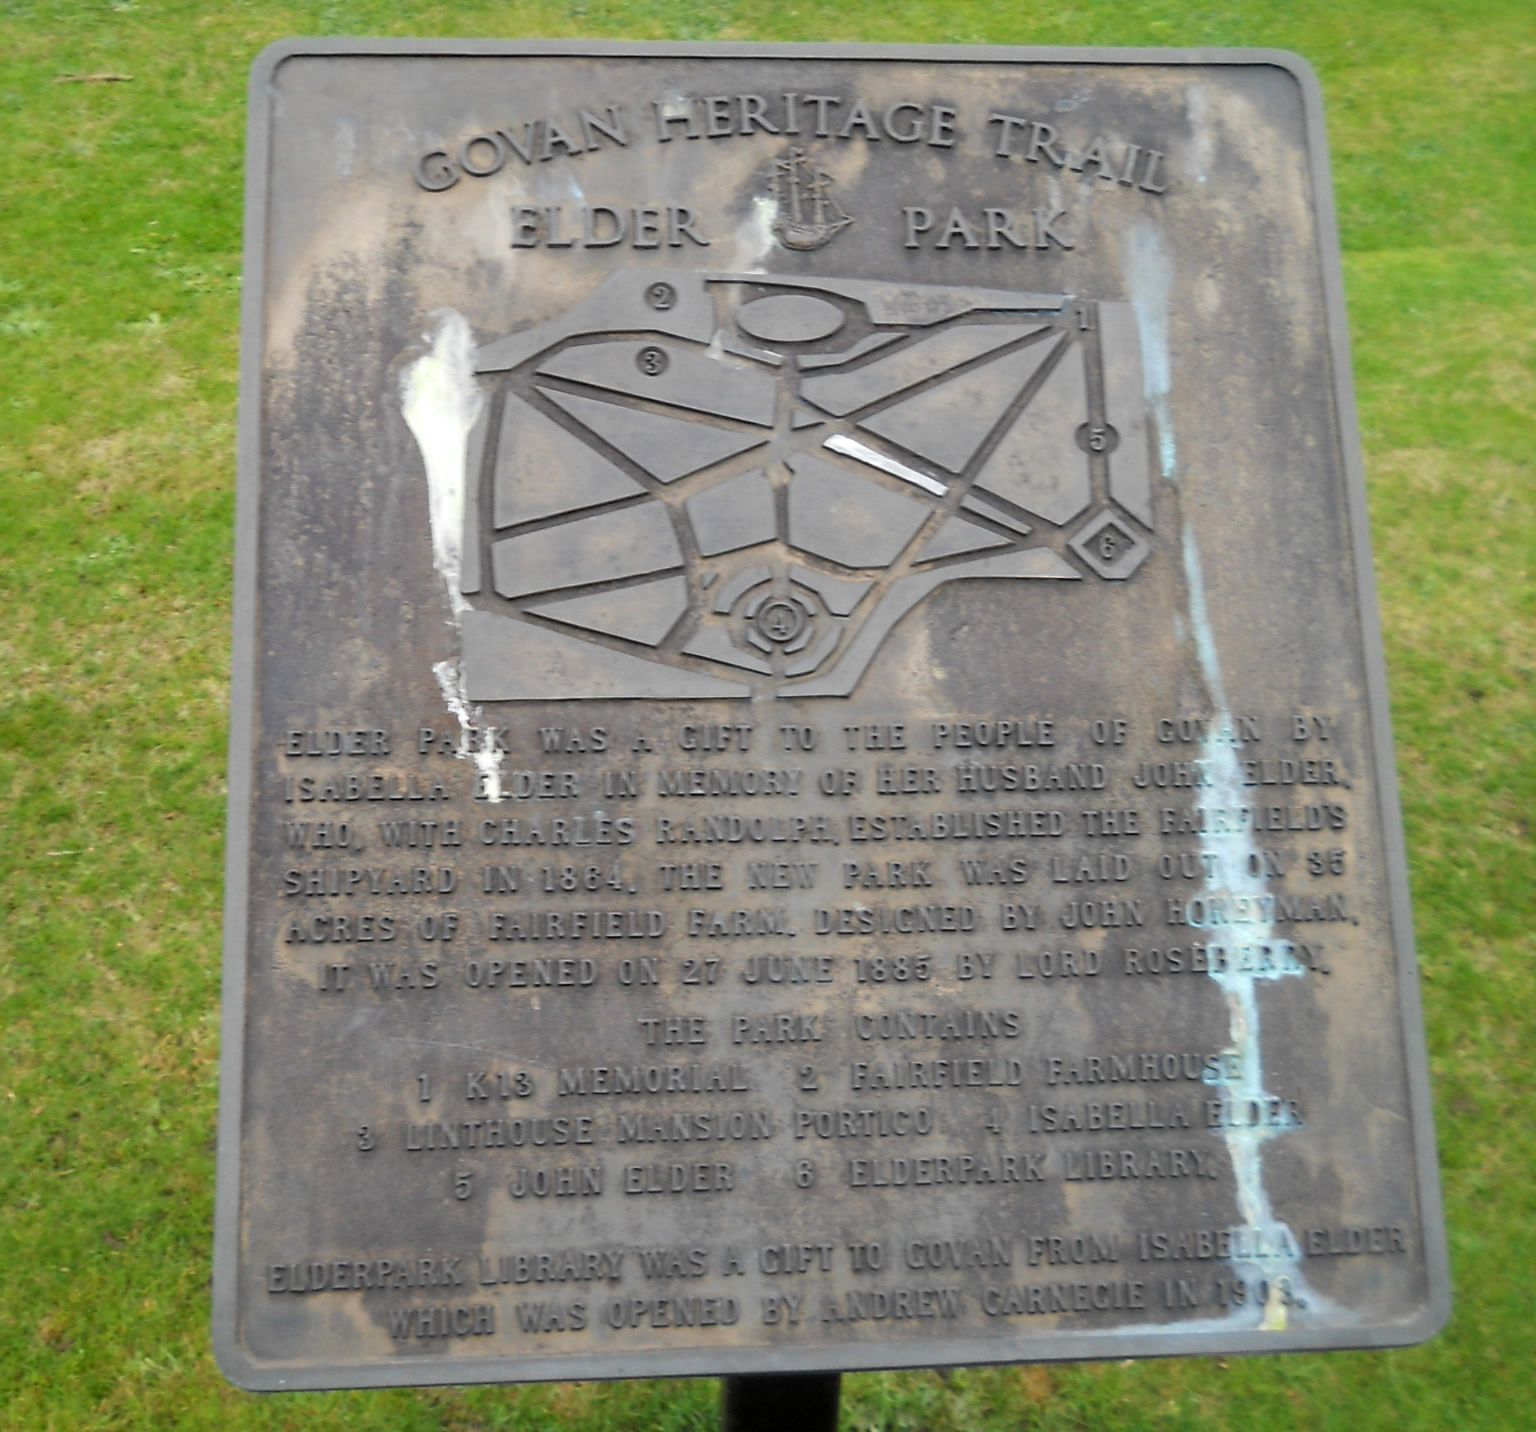 GOVAN HERITAGE TRAIL
ELDER PARK
2
1
3
5
6
4
ELDER PARK WAS A GIFT TO THE PEOPLE OF GOVAN BY
ISABELLA ELDER IN MEMORY OF HER HUSBAND JOHN ELDER,
WHO, WITH CHARLES RANDOLPH, ESTABLISHED THE FAIRFIELD'S
SHIPYARD IN 1864. THE NEW PARK WAS LAID OUT ON 35
ACRES OF FAIRFIELD FARM. DESIGNED BY JOHN HONEYMAN,
IT WAS OPENED ON 27 JUNE 1885 BY LORD ROSEBERRY.
THE PARK CONTAINS
1 K13 MEMORIAL 2 FAIRFIELD FARMHOUSE
3 LINTHOUSE MANSION PORTICO 4 ISABELLA ELDER
5 JOHN ELDER 6 ELDERPARK LIBRARY.
ELDERPARK LIBRARY WAS A GIFT TO GOVAN FROM ISABELLA ELDER
WHICH WAS OPENED BY ANDREW CARNEGIE IN 1903.